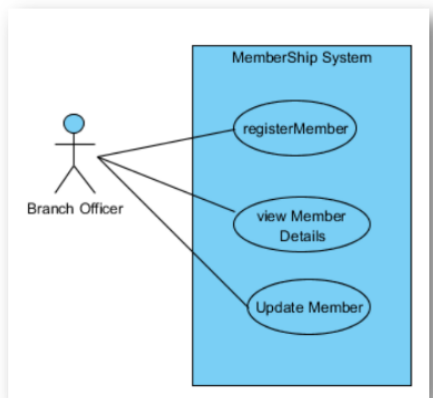 MemberShip System
registerMember
Branch Officer
view Member
Details
Update Member